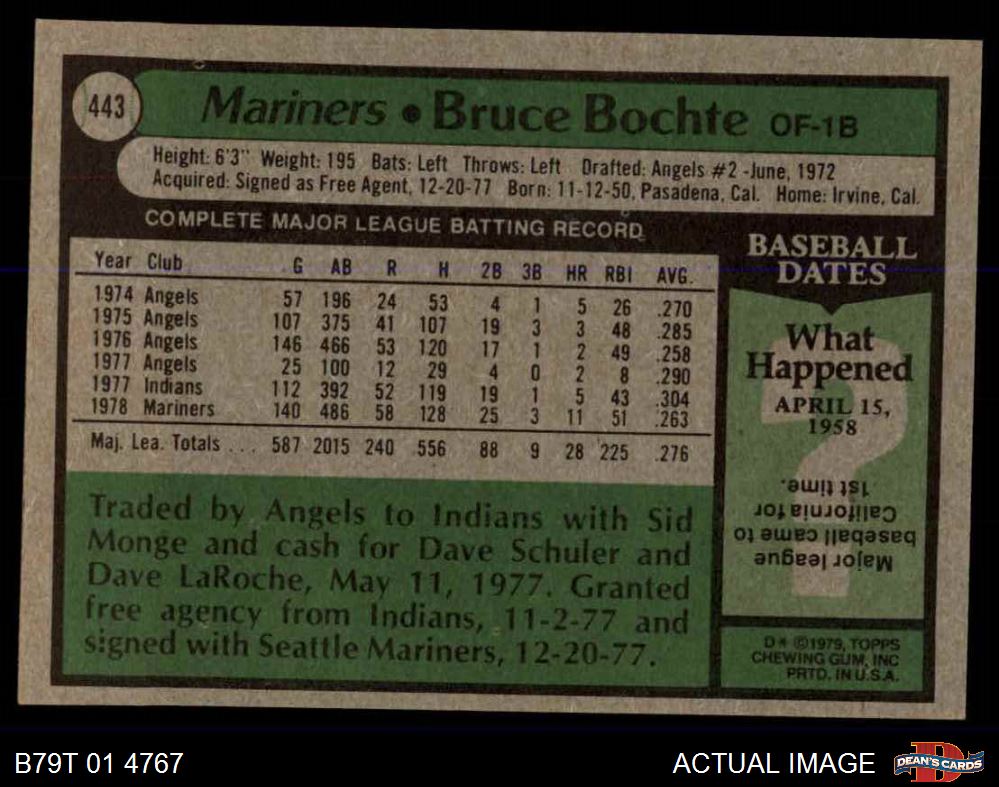 443
Mariners • Bruce Bochte OF-1B
Height: 6'3" Weight: 195 Bats: Left Throws: Left Drafted: Angels #2 -June, 1972
Acquired: Signed as Free Agent, 12-20-77 Born: 11-12-50, Pasadena, Cal. Home: Irvine, Cal.
COMPLETE MAJOR LEAGUE BATTING RECORD
Year Club G AB R H 2B 3B HR RBI AVG.
1974 Angels 57 196 24 53 4 1 5 26 .270
1975 Angels 107 375 41 107 19 3 3 48 .285
1976 Angels 146 466 53 120 17 1 2 49 .258
1977 Angels 25 100 12 29 4 0 2 8 .290
1977 Indians 112 392 52 119 19 1 5 43 .304
1978 Mariners 140 486 58 128 25 3 11 51 .263
Maj. Lea. Totals ... 587 2015 240 556 88 9 28 225 .276
Traded by Angels to Indians with Sid
Monge and cash for Dave Schuler and
Dave LaRoche, May 11, 1977. Granted
free agency from Indians, 11-2-77 and
signed with Seattle Mariners, 12-20-77.
BASEBALL
DATES
What
Happened
APRIL 15,
1958
?
Major league
baseball came to
California for
1st time.
D* ©1979, TOPPS
CHEWING GUM, INC
PRTD. IN U.S.A.
B79T 01 4767
ACTUAL IMAGE
DEAN'S CARDS